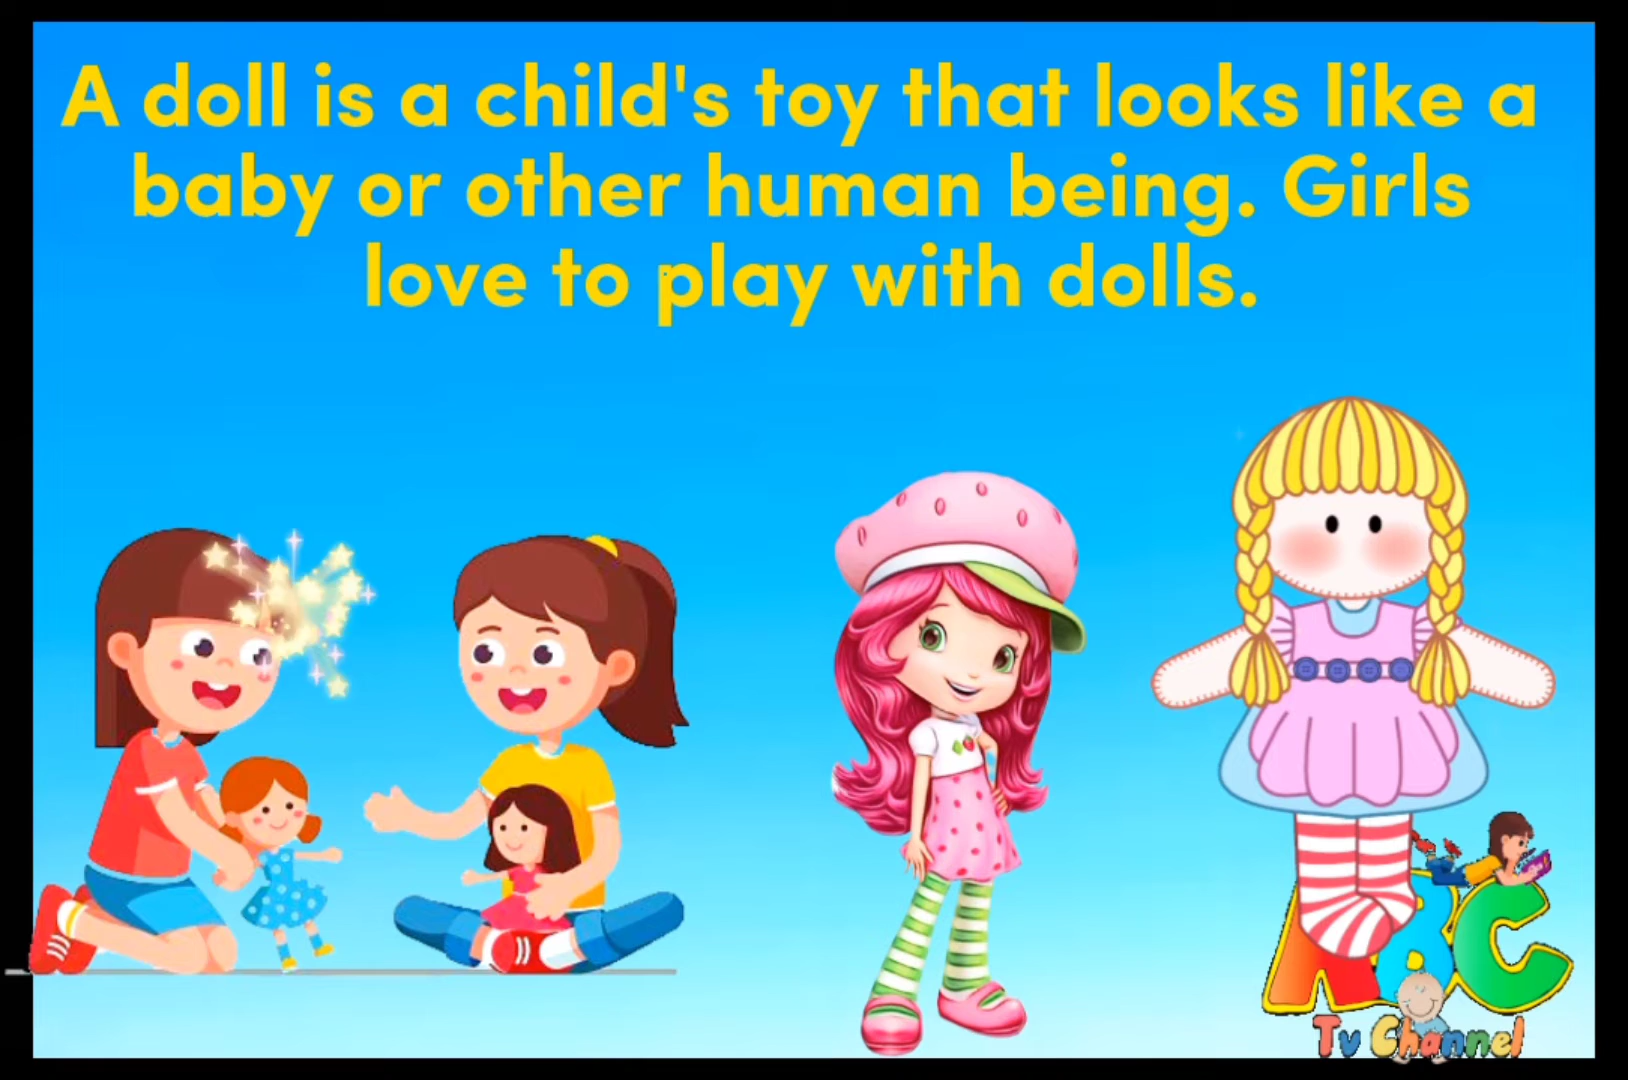 A doll is a child's toy that looks like a
baby or other human being. Girls
love to play with dolls.
ABC
Tv Channel